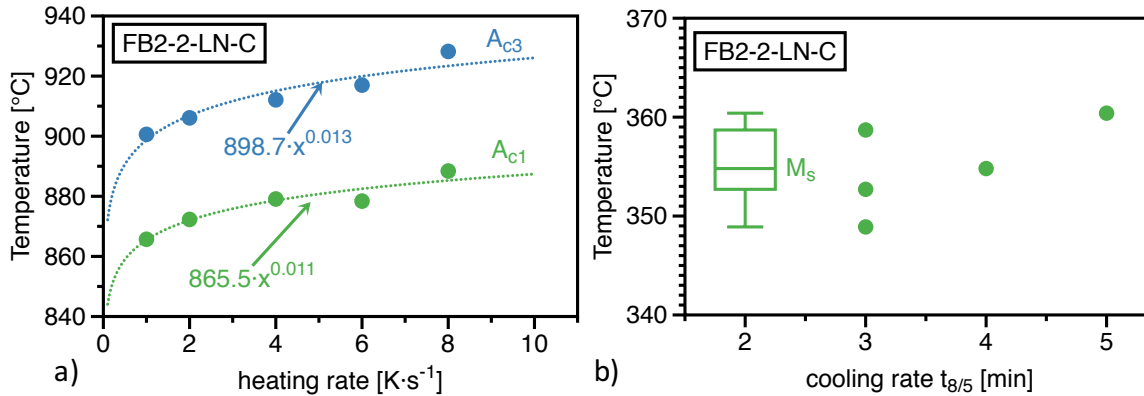 FB2-2-LN-C
Temperature [°C]
940
920
900
880
860
840
A_c3
898.7·x^0.013
A_c1
865.5·x^0.011
0
2
4
6
8
10
heating rate [K·s⁻¹]
a)
FB2-2-LN-C
Temperature [°C]
370
360
350
340
M_s
2
3
4
5
cooling rate t_8/5 [min]
b)